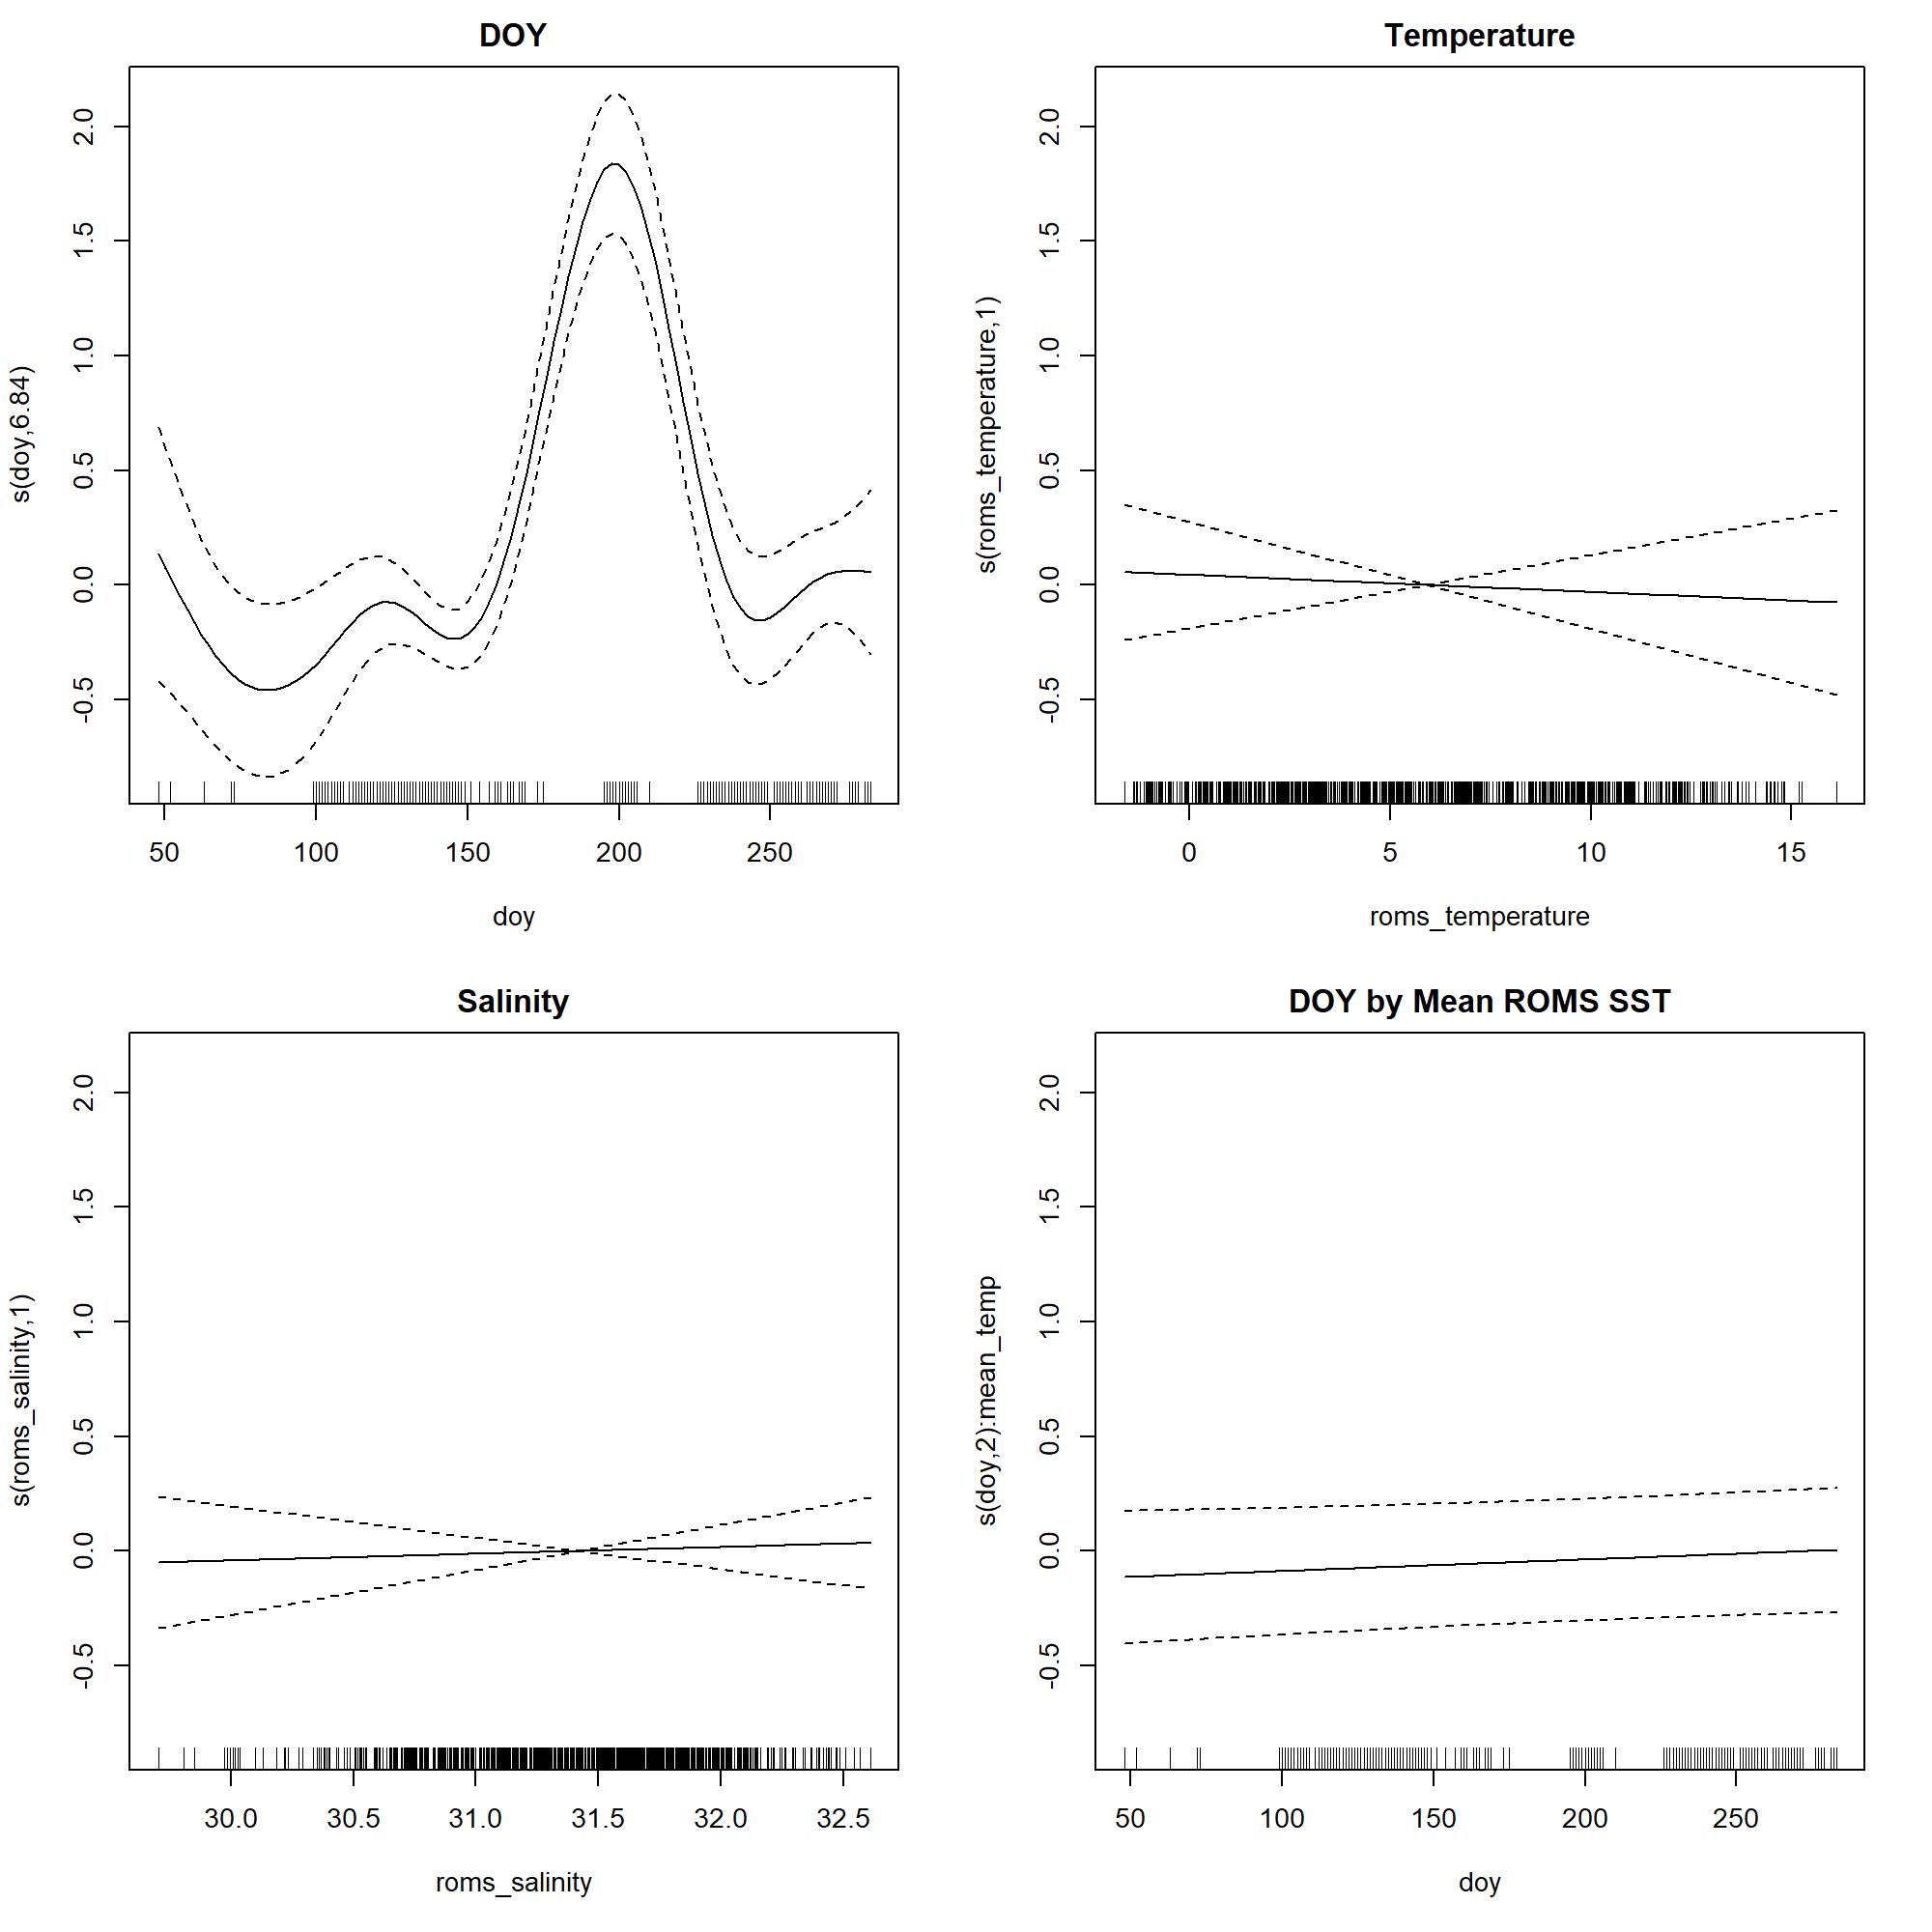 DOY
s(doy,6.84)
2.0
1.5
1.0
0.5
0.0
-0.5
50 100 150 200 250
doy
Temperature
s(roms_temperature,1)
2.0
1.5
1.0
0.5
0.0
-0.5
0 5 10 15
roms_temperature
Salinity
s(roms_salinity,1)
2.0
1.5
1.0
0.5
0.0
-0.5
30.0 30.5 31.0 31.5 32.0 32.5
roms_salinity
DOY by Mean ROMS SST
s(doy,2):mean_temp
2.0
1.5
1.0
0.5
0.0
-0.5
50 100 150 200 250
doy